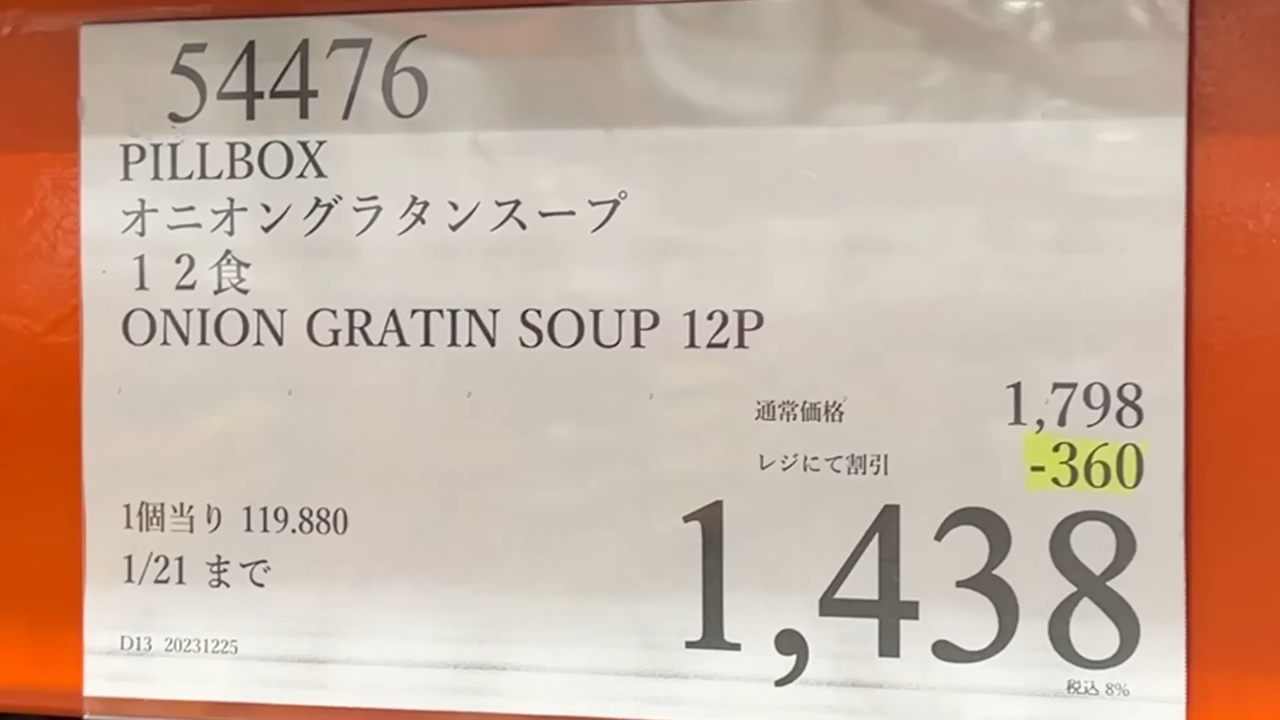 54476
PILLBOX
オニオングラタンスープ
１２食
ONION GRATIN SOUP 12P
通常価格 1,798
レジにて割引 -360
1個当り 119.880
1,438
1/21 まで
D13 20231225
税込 8%